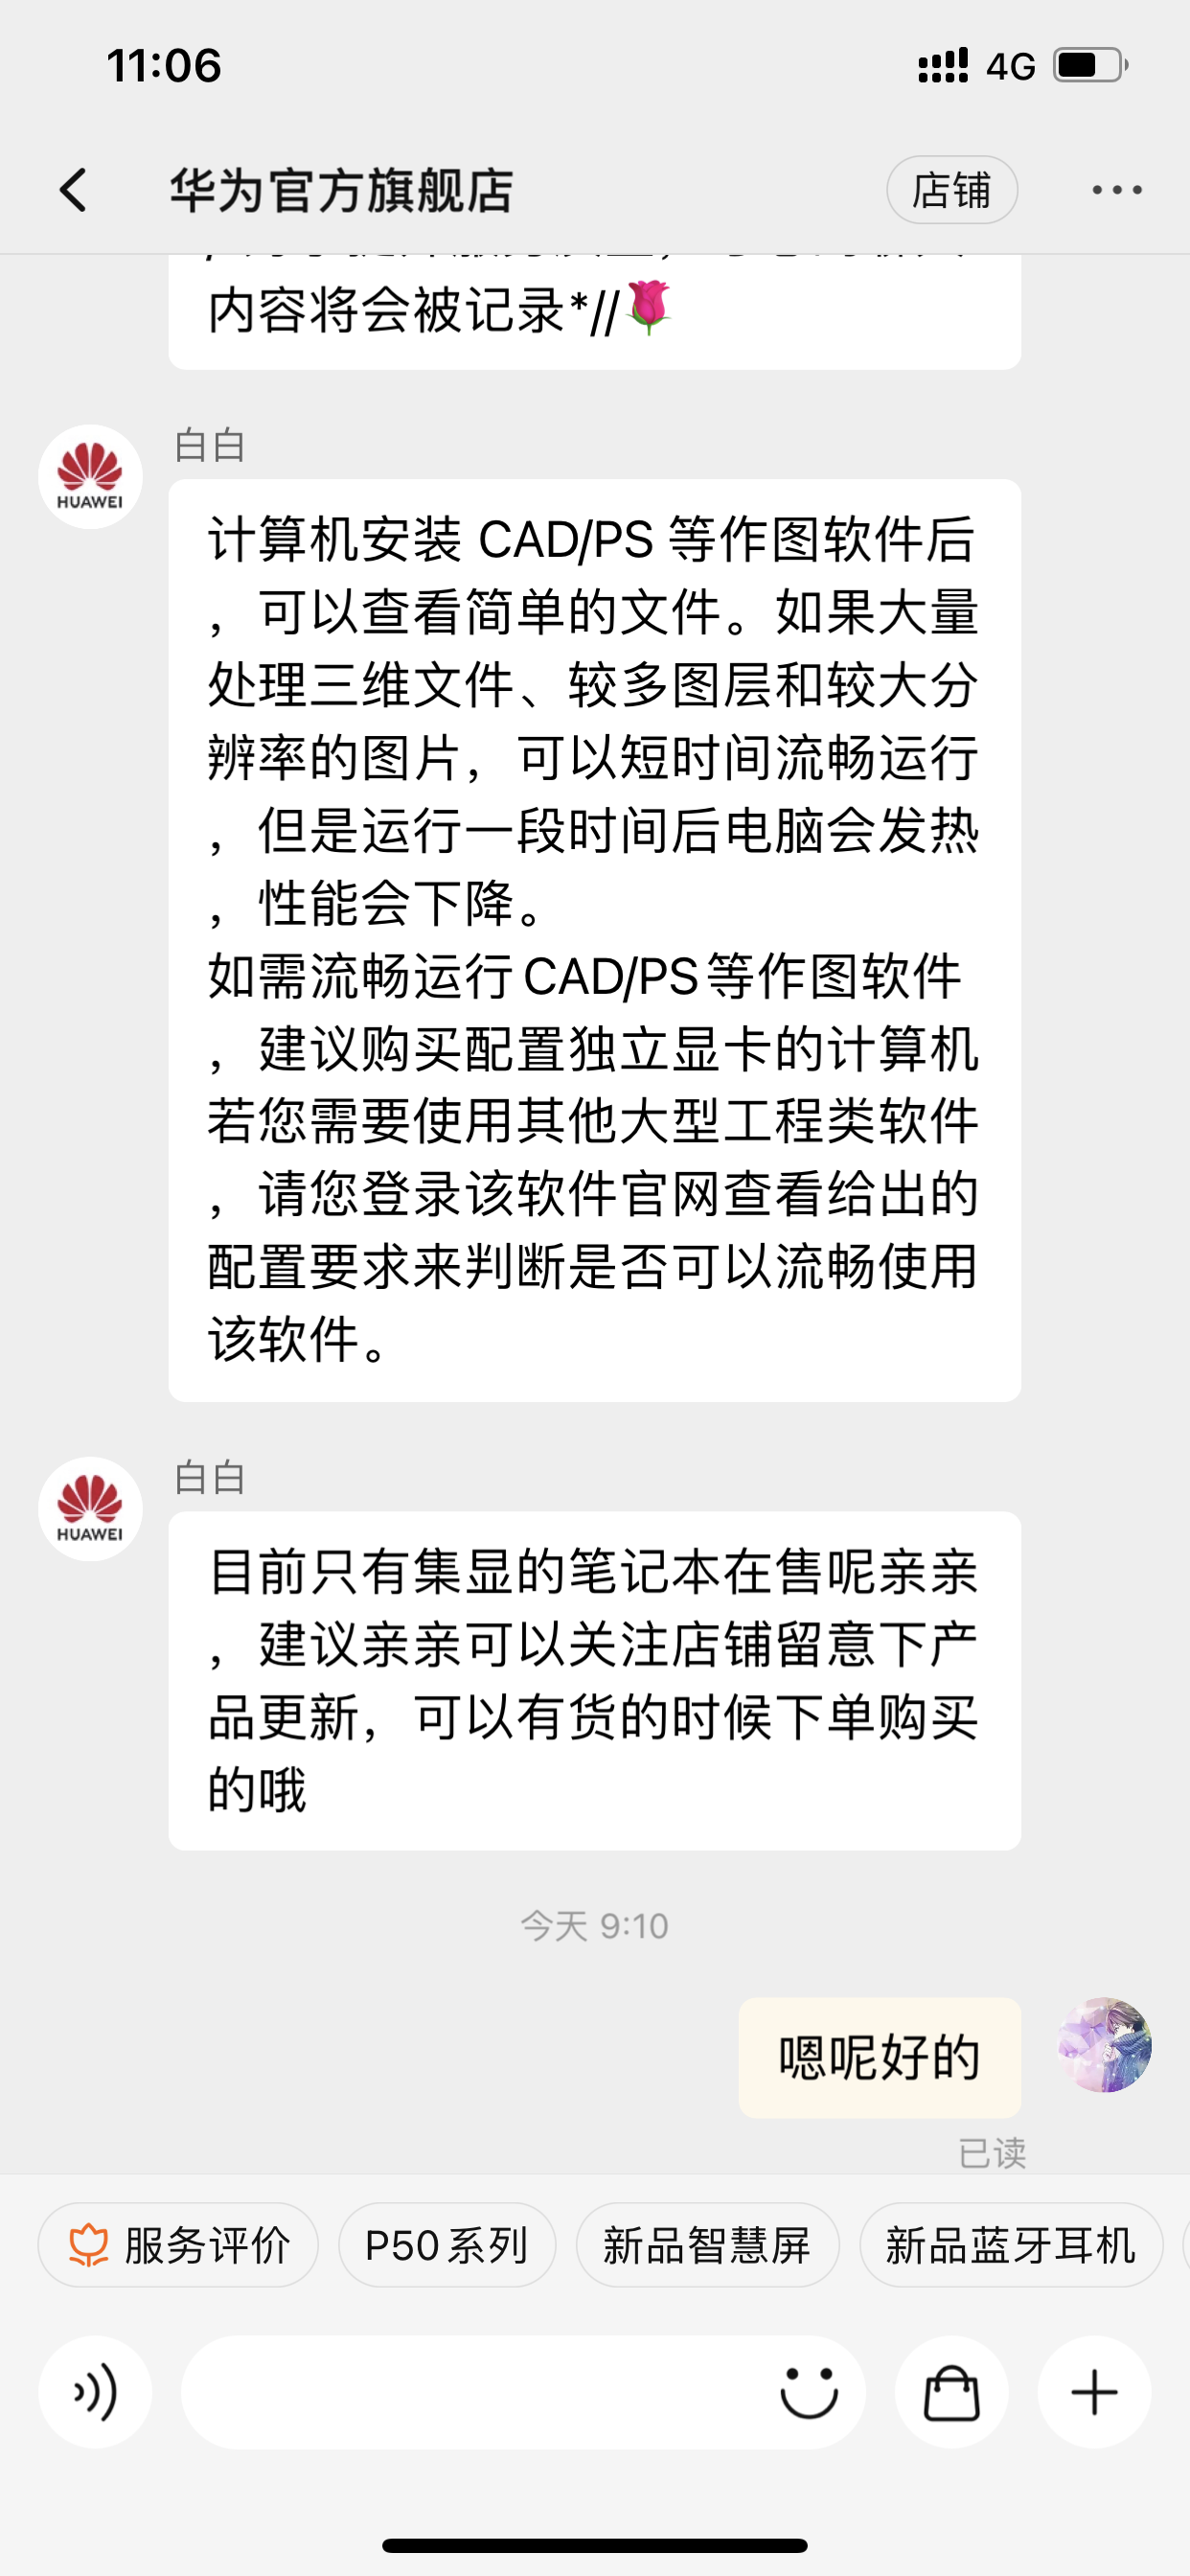 11:06
4G
华为官方旗舰店
店铺
内容将会被记录*//
白白
HUAWEI
计算机安装 CAD/PS 等作图软件后
，可以查看简单的文件。如果大量
处理三维文件、较多图层和较大分
辨率的图片，可以短时间流畅运行
，但是运行一段时间后电脑会发热
，性能会下降。
如需流畅运行CAD/PS等作图软件
，建议购买配置独立显卡的计算机
若您需要使用其他大型工程类软件
，请您登录该软件官网查看给出的
配置要求来判断是否可以流畅使用
该软件。
白白
HUAWEI
目前只有集显的笔记本在售呢亲亲
，建议亲亲可以关注店铺留意下产
品更新，可以有货的时候下单购买
的哦
今天 9:10
嗯呢好的
已读
服务评价
P50系列
新品智慧屏
新品蓝牙耳机